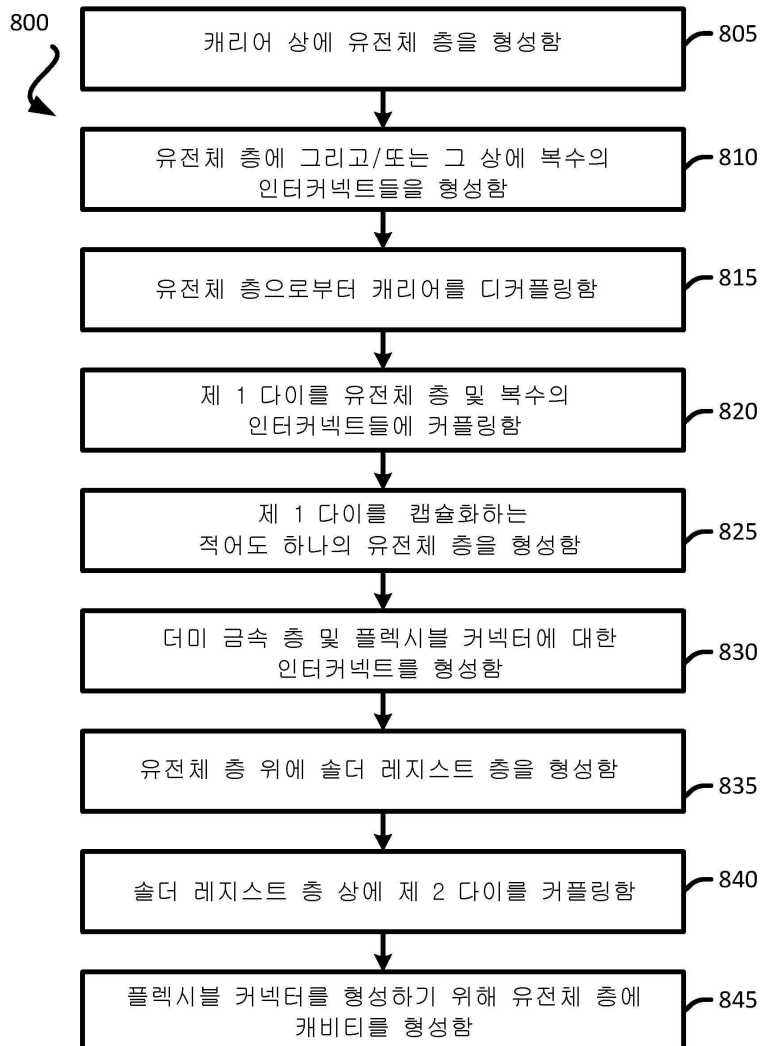 800
캐리어 상에 유전체 층을 형성함
805
유전체 층에 그리고/또는 그 상에 복수의
인터커넥트들을 형성함
810
유전체 층으로부터 캐리어를 디커플링함
815
제 1 다이를 유전체 층 및 복수의
인터커넥트들에 커플링함
820
제 1 다이를 캡슐화하는
적어도 하나의 유전체 층을 형성함
825
더미 금속 층 및 플렉시블 커넥터에 대한
인터커넥트를 형성함
830
유전체 층 위에 솔더 레지스트 층을 형성함
835
솔더 레지스트 층 상에 제 2 다이를 커플링함
840
플렉시블 커넥터를 형성하기 위해 유전체 층에
캐비티를 형성함
845